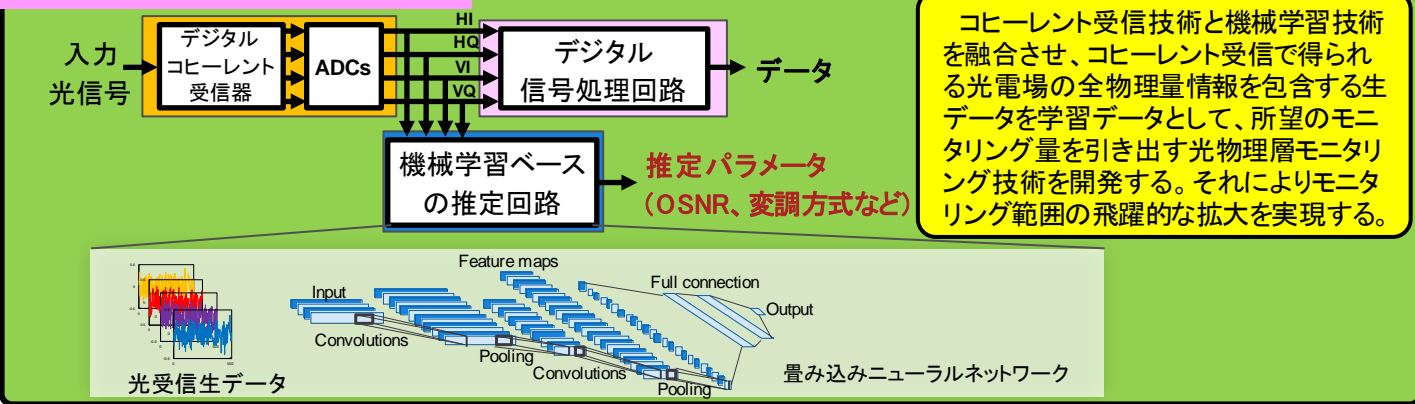 入力
光信号
デジタル
コヒーレント
受信器
ADCs
HI
HQ
VI
VQ
デジタル
信号処理回路
データ
機械学習ベース
の推定回路
推定パラメータ
（OSNR、変調方式など）
コヒーレント受信技術と機械学習技術
を融合させ、コヒーレント受信で得られ
る光電場の全物理量情報を包含する生
データを学習データとして、所望のモニ
タリング量を引き出す光物理層モニタリ
ング技術を開発する。それによりモニタ
リング範囲の飛躍的な拡大を実現する。
光受信生データ
Input
Convolutions
Feature maps
Pooling
Convolutions
Pooling
Full connection
Output
畳み込みニューラルネットワーク